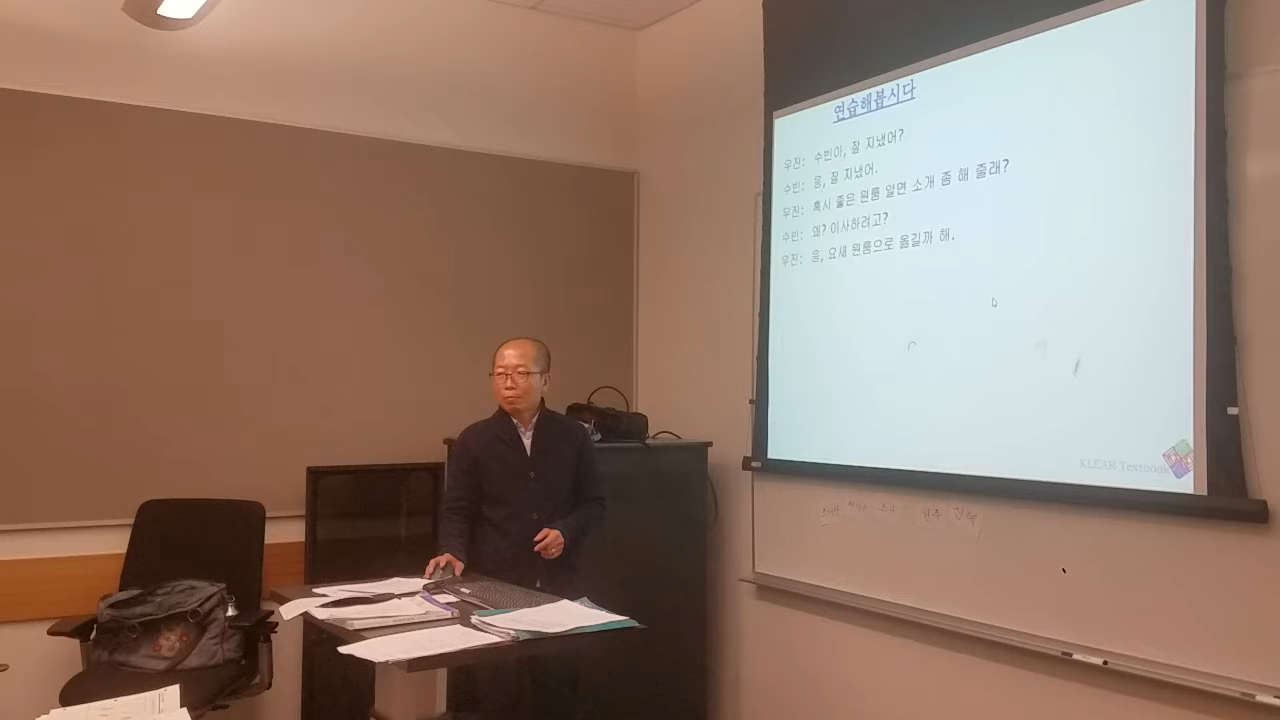 연습해봅시다
우진: 수빈아, 잘 지냈어?
수빈: 응, 잘 지냈어.
우진: 혹시 좋은 원룸 알면 소개 좀 해 줄래?
수빈: 왜? 이사하려고?
우진: 응, 요새 원룸으로 옮길까 해.
KLEAR Textbook